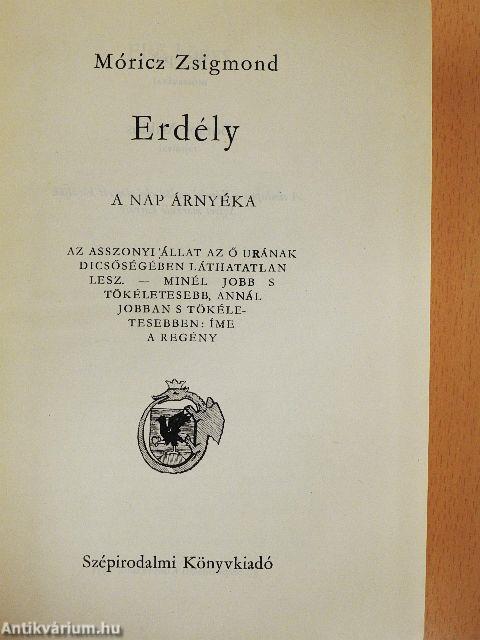 Móricz Zsigmond
Erdély
A NAP ÁRNYÉKA
AZ ASSZONYI ÁLLAT AZ Ő URÁNAK
DICSŐSÉGÉBEN LÁTHATATLAN
LESZ. — MINÉL JOBB S
TÖKÉLETESEBB, ANNÁL
JOBBAN S TÖKÉLE-
TESEBBEN: ÍME
A REGÉNY
Szépirodalmi Könyvkiadó
Antikvárium.hu